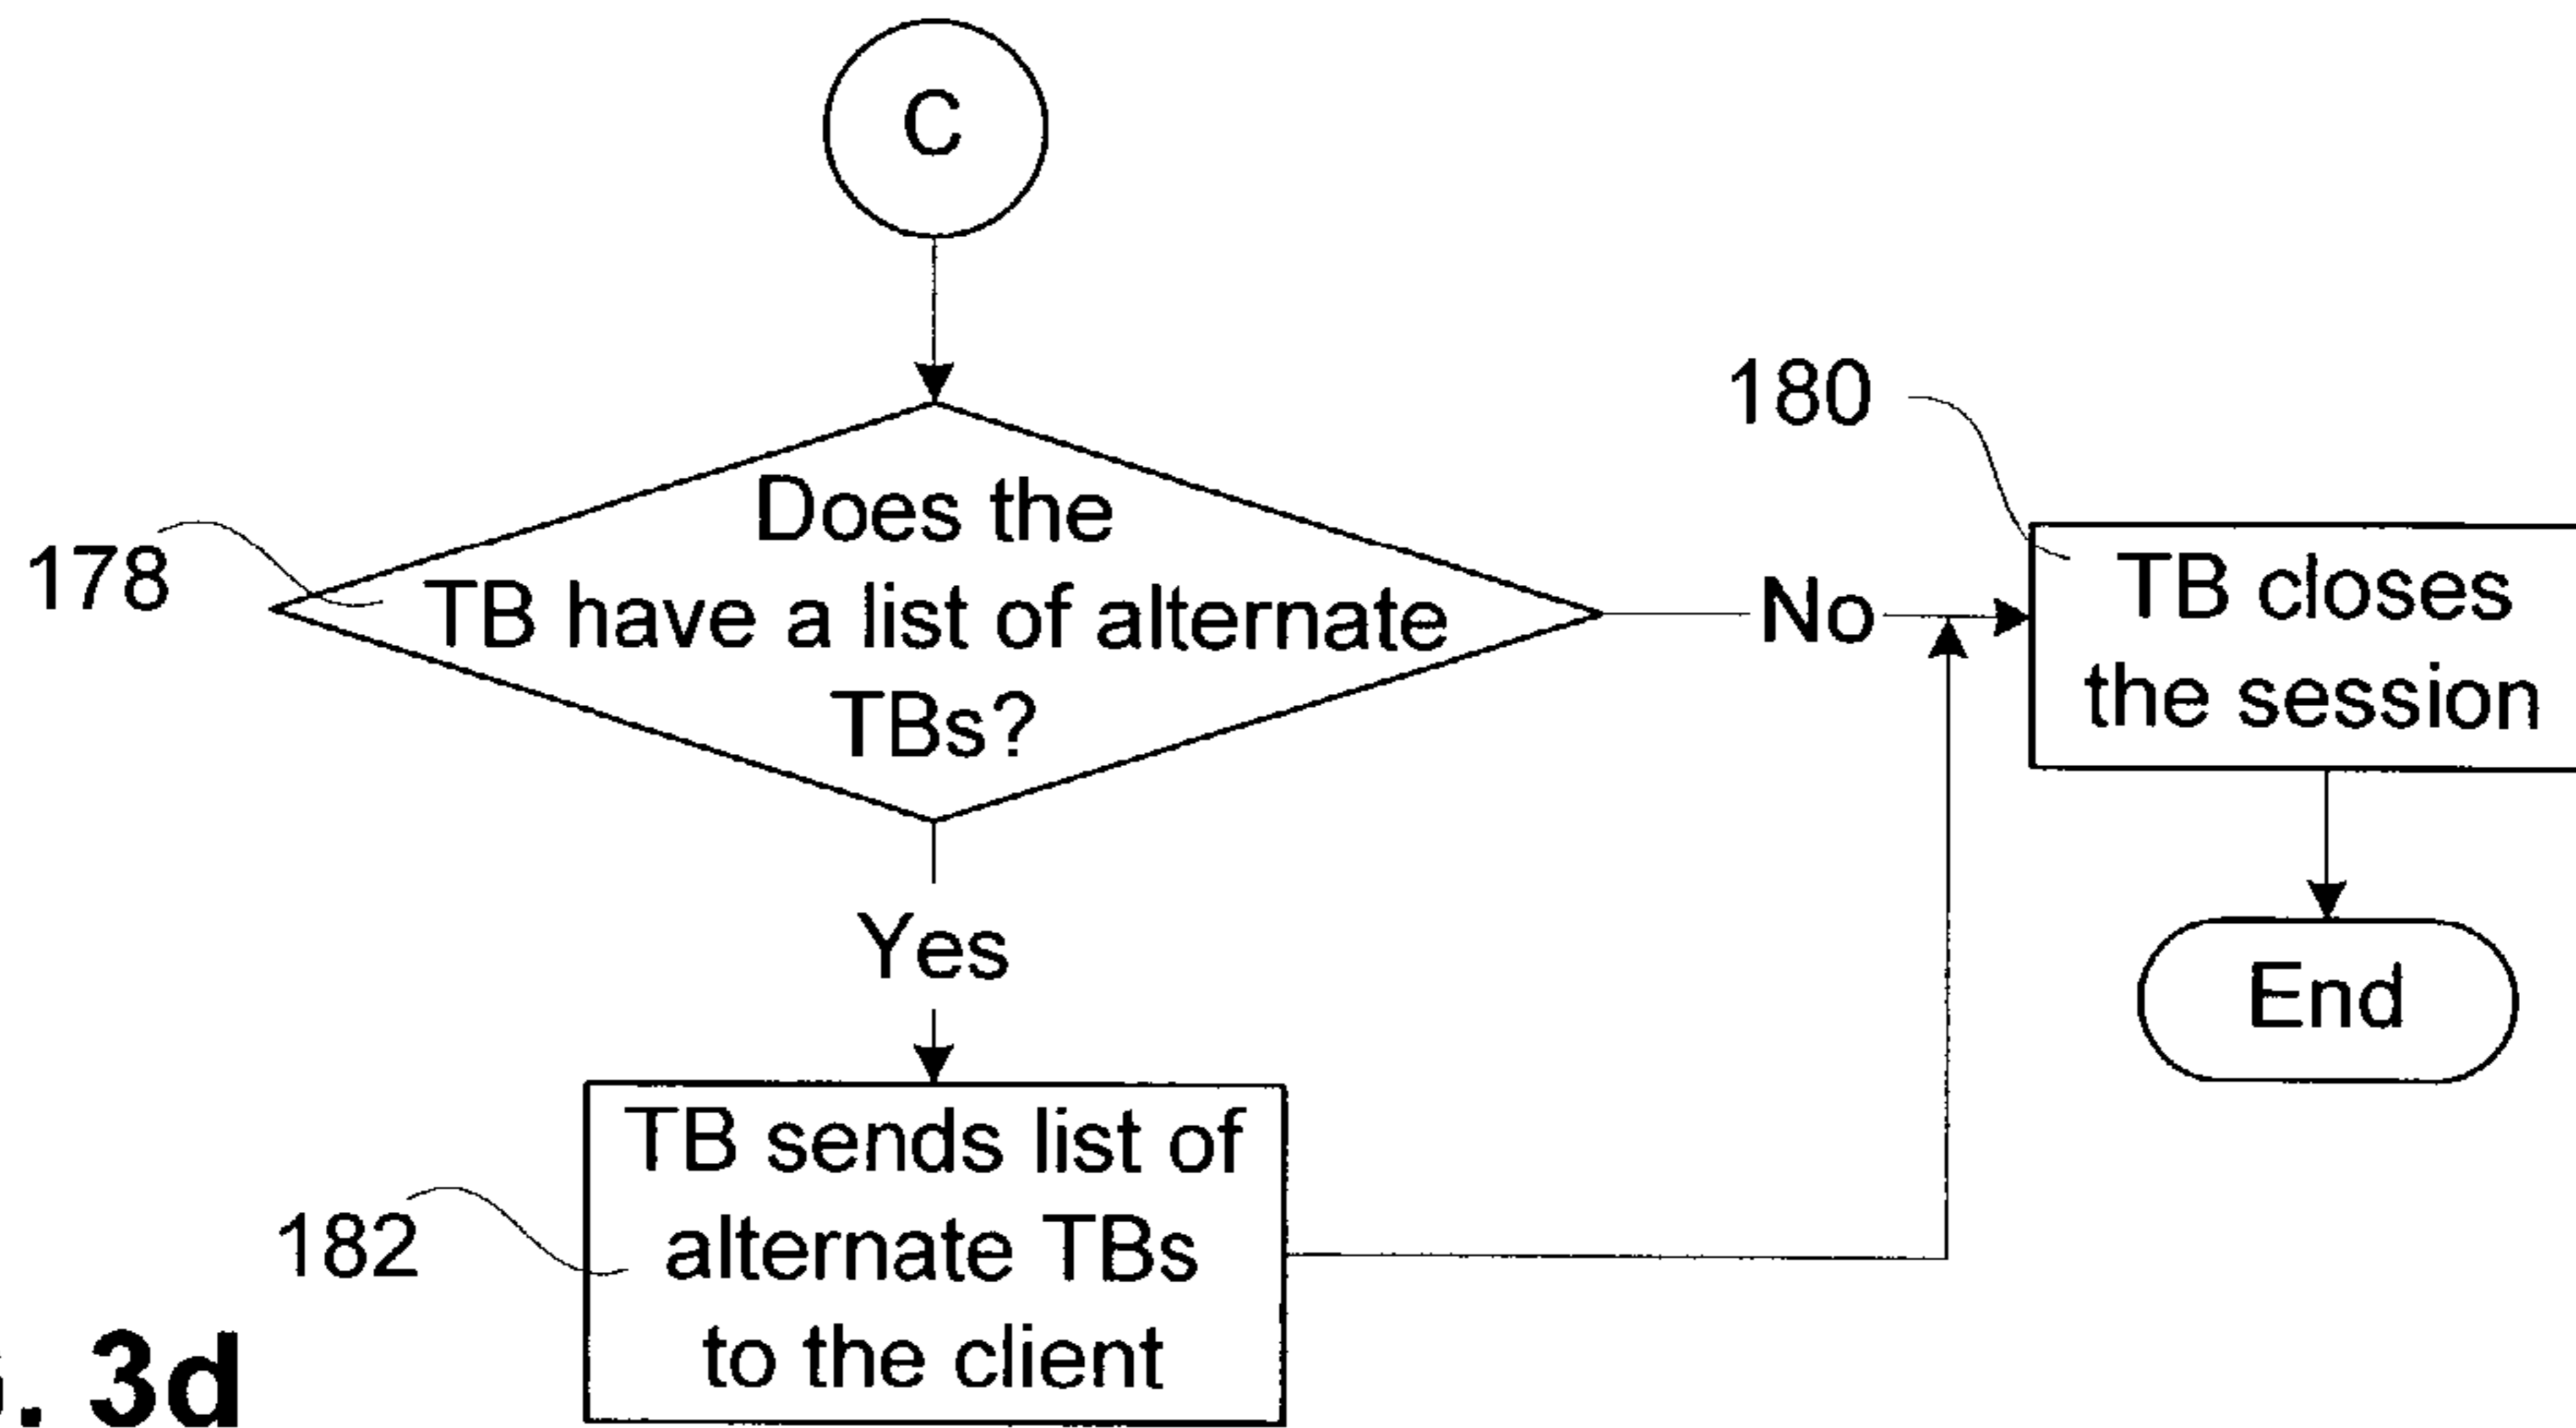 C
180
Does the
178
TB have a list of alternate
TBs?
No
TB closes
the session
Yes
End
TB sends list of
alternate TBs
to the client
182
. 3d